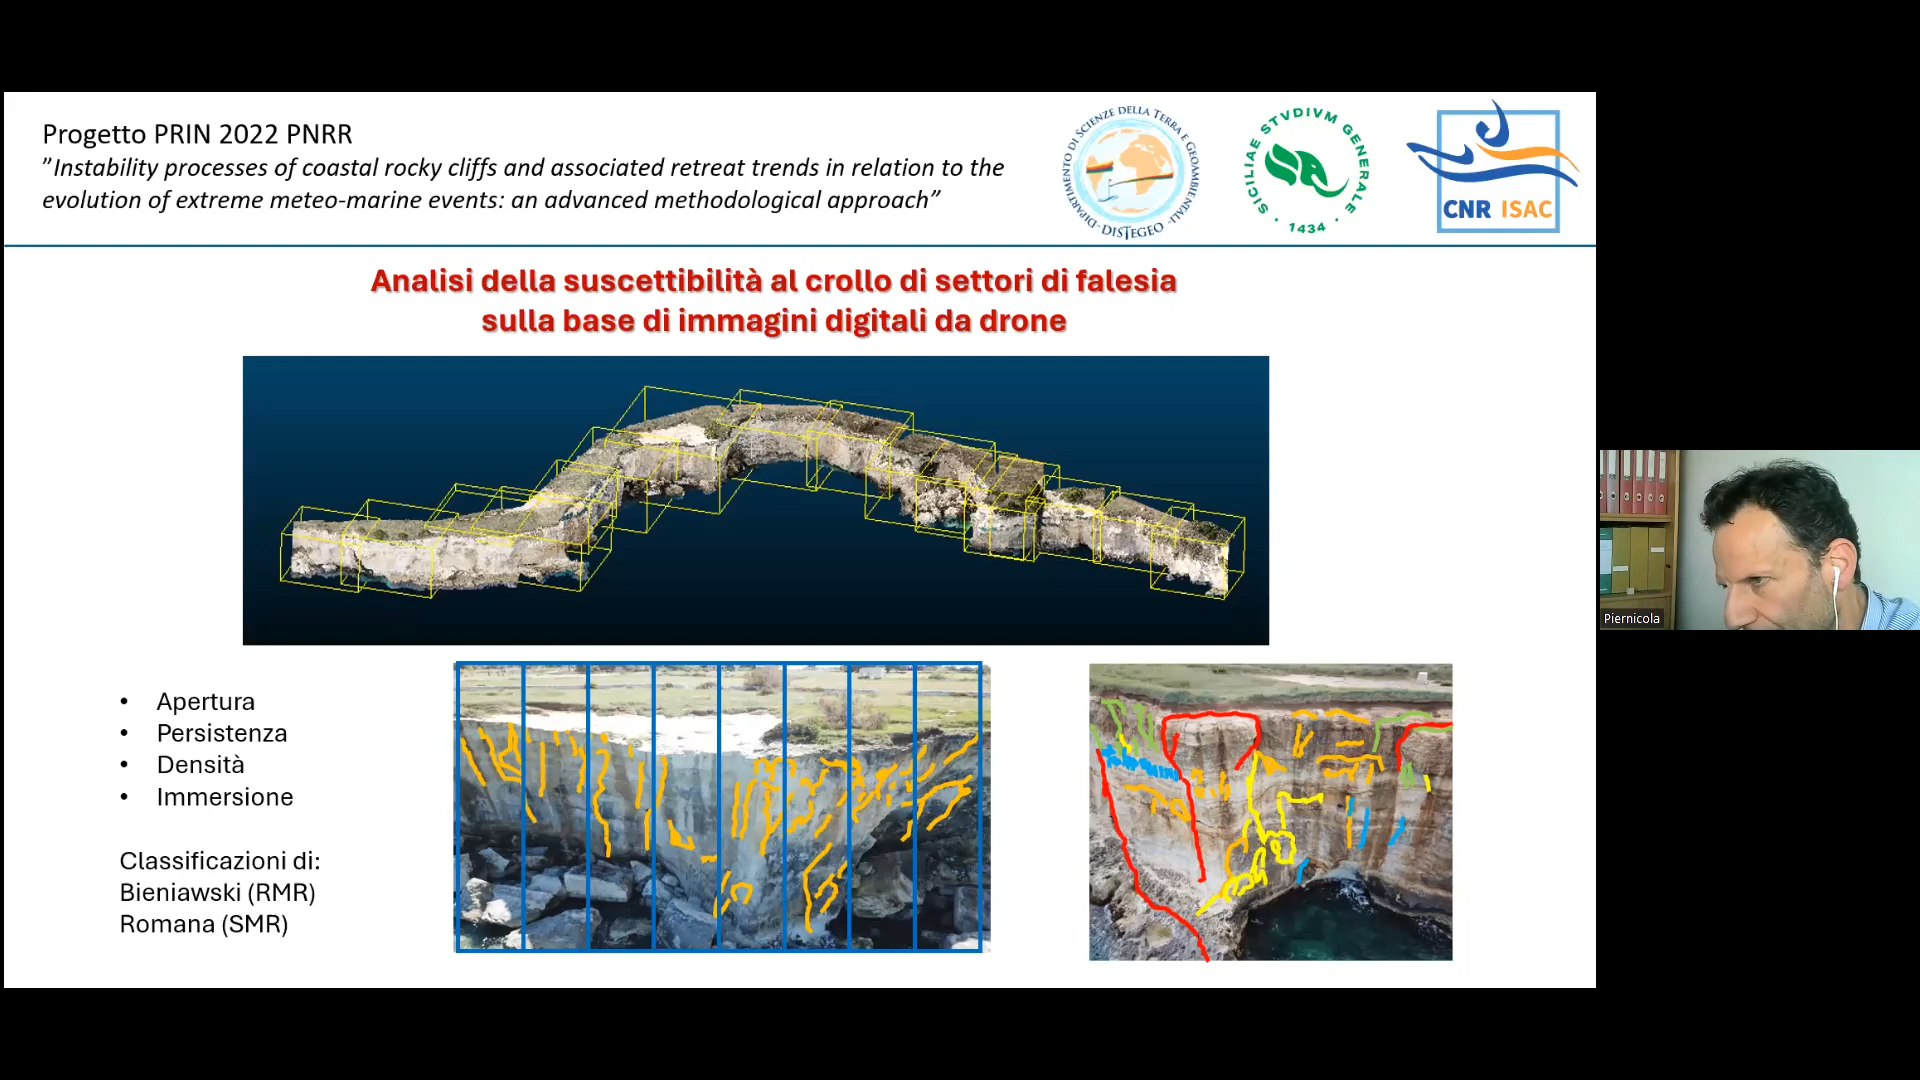 Progetto PRIN 2022 PNRR
”Instability processes of coastal rocky cliffs and associated retreat trends in relation to the
evolution of extreme meteo-marine events: an advanced methodological approach”
DIPARTIMENTO DI SCIENZE DELLA TERRA E GEOAMBIENTALI
DISTEGEO
SICILIAE STVDIVM GENERALE
1434
CNR ISAC
Analisi della suscettibilità al crollo di settori di falesia
sulla base di immagini digitali da drone
• Apertura
• Persistenza
• Densità
• Immersione
Classificazioni di:
Bieniawski (RMR)
Romana (SMR)
Piernicola